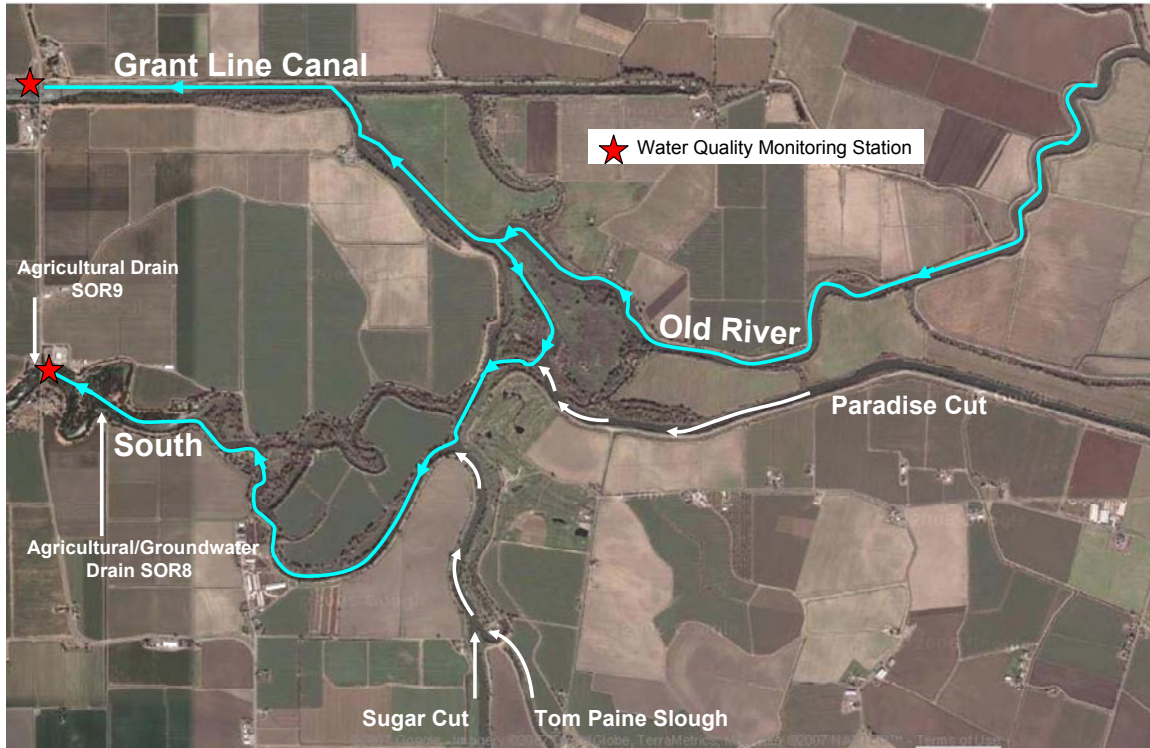 Grant Line Canal
Water Quality Monitoring Station
Agricultural Drain
SOR9
Old River
Paradise Cut
South
Agricultural/Groundwater
Drain SOR8
Sugar Cut
Tom Paine Slough